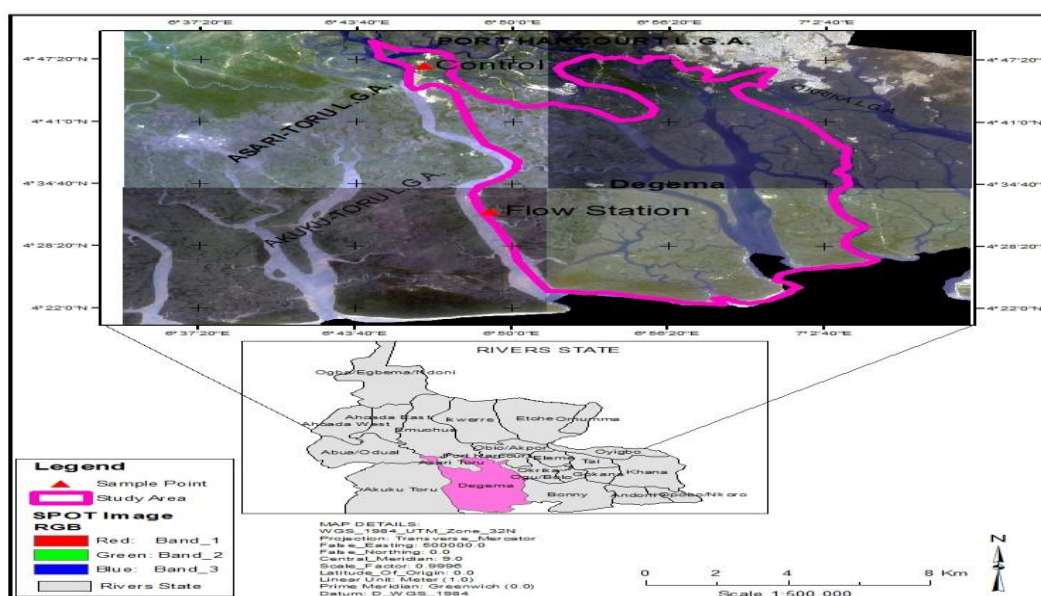 6°37'20"E 6°43'40"E 6°50'0"E 6°56'20"E 7°2'40"E
PORT HARCOURT L.G.A.
4°47'20"N Control 4°47'20"N
OKRIKA L.G.A
4°41'0"N 4°41'0"N
ASARI-TORU L.G.A.
4°34'40"N Degema 4°34'40"N
AKUKU-TORU L.G.A
Flow Station
4°28'20"N 4°28'20"N
4°22'0"N 4°22'0"N
6°37'20"E 6°43'40"E 6°50'0"E 6°56'20"E 7°2'40"E
RIVERS STATE
Ogba/Egbema/Ndoni
Ahoada East
Ahoada West
Emuohua
Ikwerre
Etche
Omumma
Abua/Odual
Obio/Akpor
Oyigbo
Port Harcourt
Asari Toru
Eleme
Tai
Okrika
Gokana
Khana
Ogu/Bolo
Akuku Toru
Degema
Bonny
Andoni
Opobo/Nkoro
Legend
Sample Point
Study Area
SPOT Image
RGB
Red: Band_1
Green: Band_2
Blue: Band_3
Rivers State
MAP DETAILS:
WGS_1984_UTM_Zone_32N
Projection: Transverse_Mercator
False_Easting: 500000.0
False_Northing: 0.0
Central_Meridian: 9.0
Scale_Factor: 0.9996
Latitude_Of_Origin: 0.0
Linear Unit: Meter (1.0)
Prime Meridian: Greenwich (0.0)
Datum: D_WGS_1984
N
0 2 4 6 8 Km
Scale 1:500,000